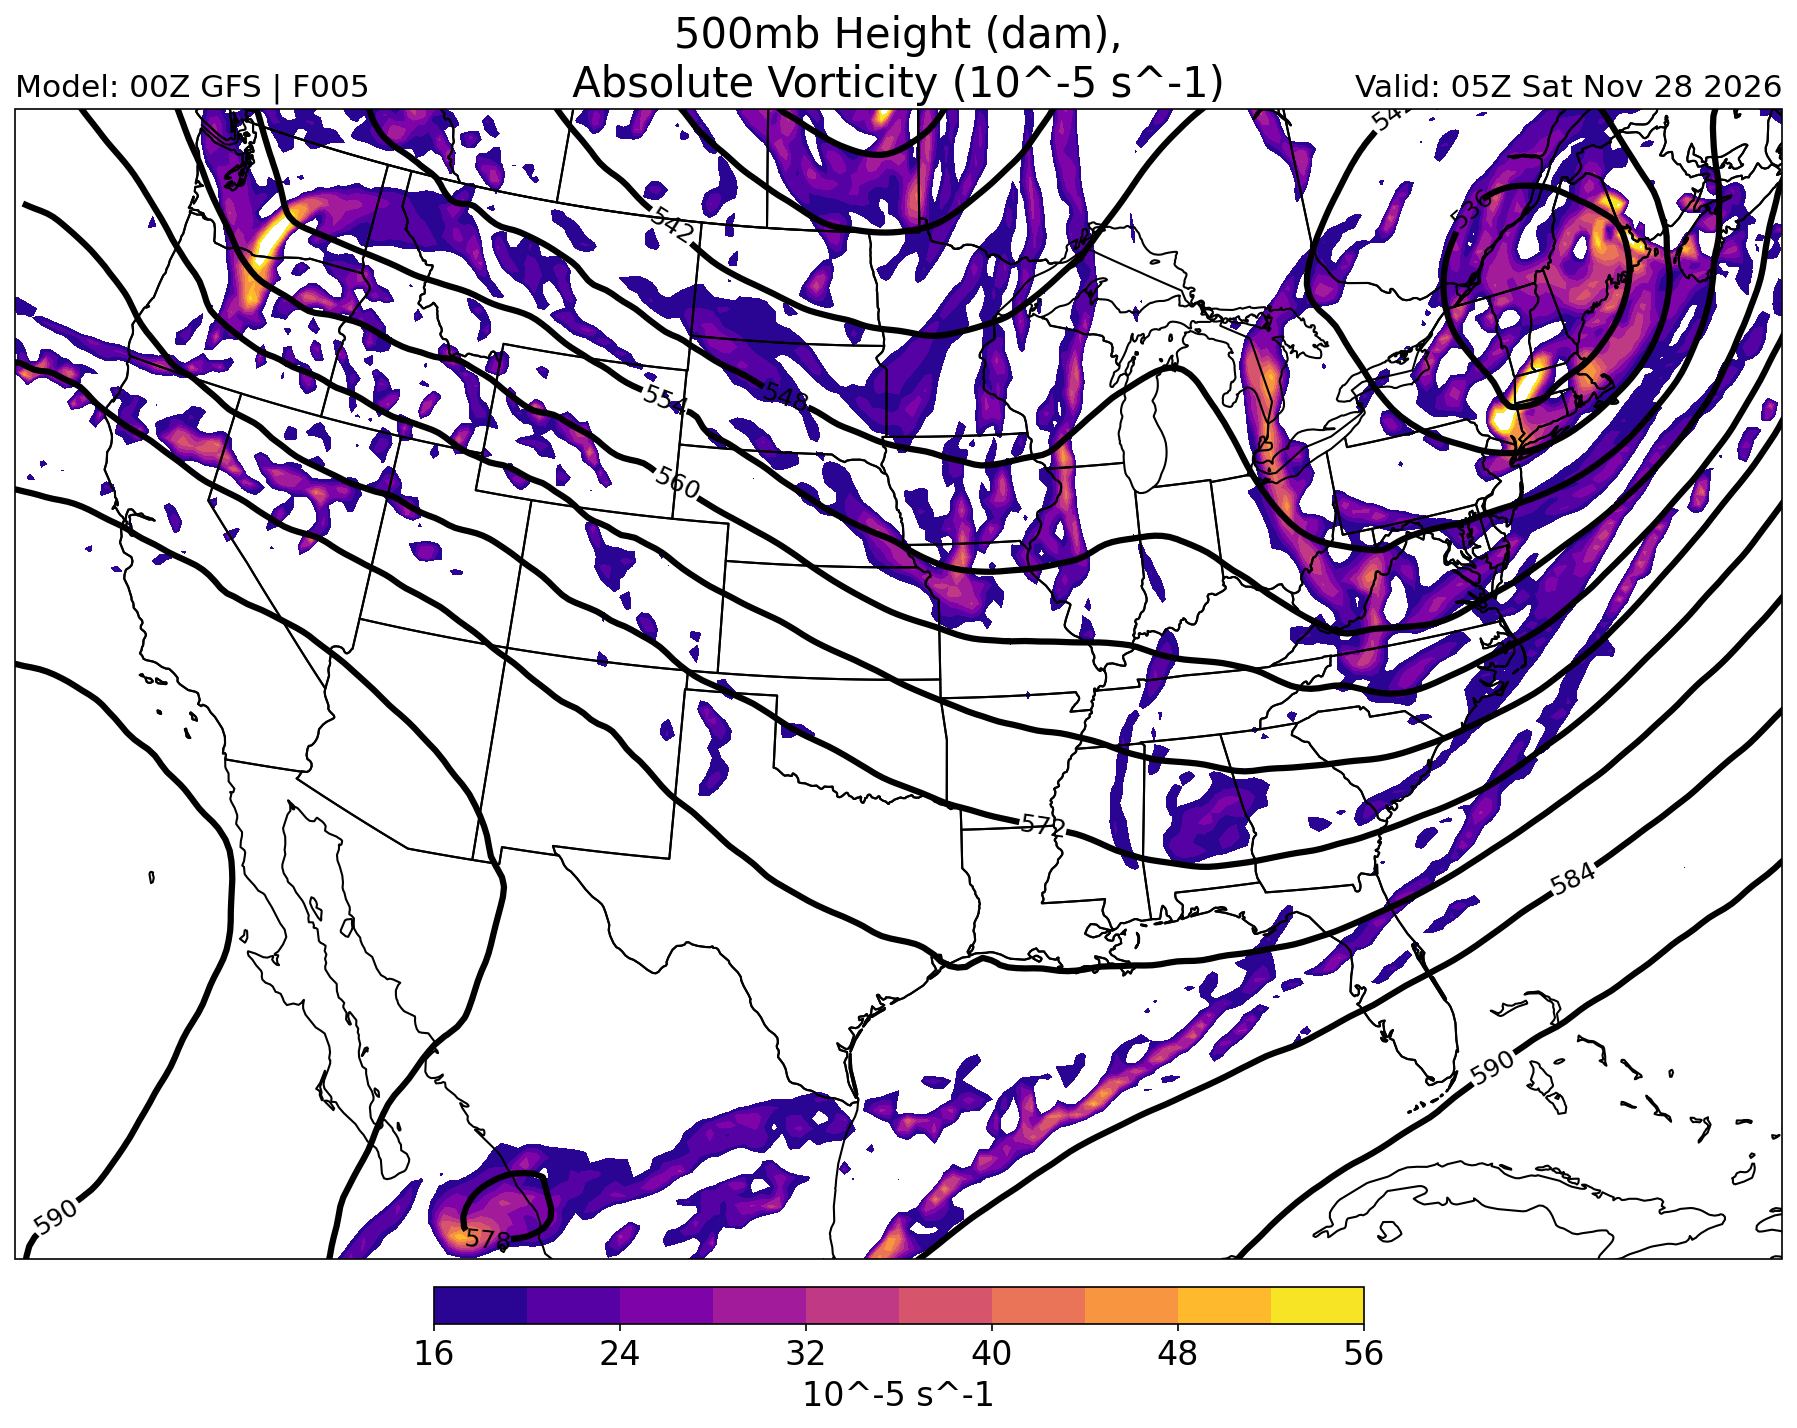 500mb Height (dam),
Absolute Vorticity (10^-5 s^-1)
Model: 00Z GFS | F005
Valid: 05Z Sat Nov 28 2026
542
536
542
554
548
560
572
584
590
590
578
16 24 32 40 48 56
10^-5 s^-1